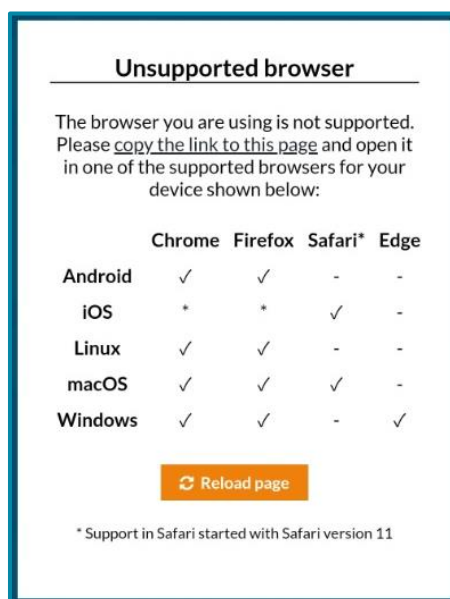 Unsupported browser
The browser you are using is not supported.
Please copy the link to this page and open it
in one of the supported browsers for your
device shown below:
Chrome Firefox Safari* Edge
Android ✓ ✓ - -
iOS * * ✓ -
Linux ✓ ✓ - -
macOS ✓ ✓ ✓ -
Windows ✓ ✓ - ✓
Reload page
* Support in Safari started with Safari version 11